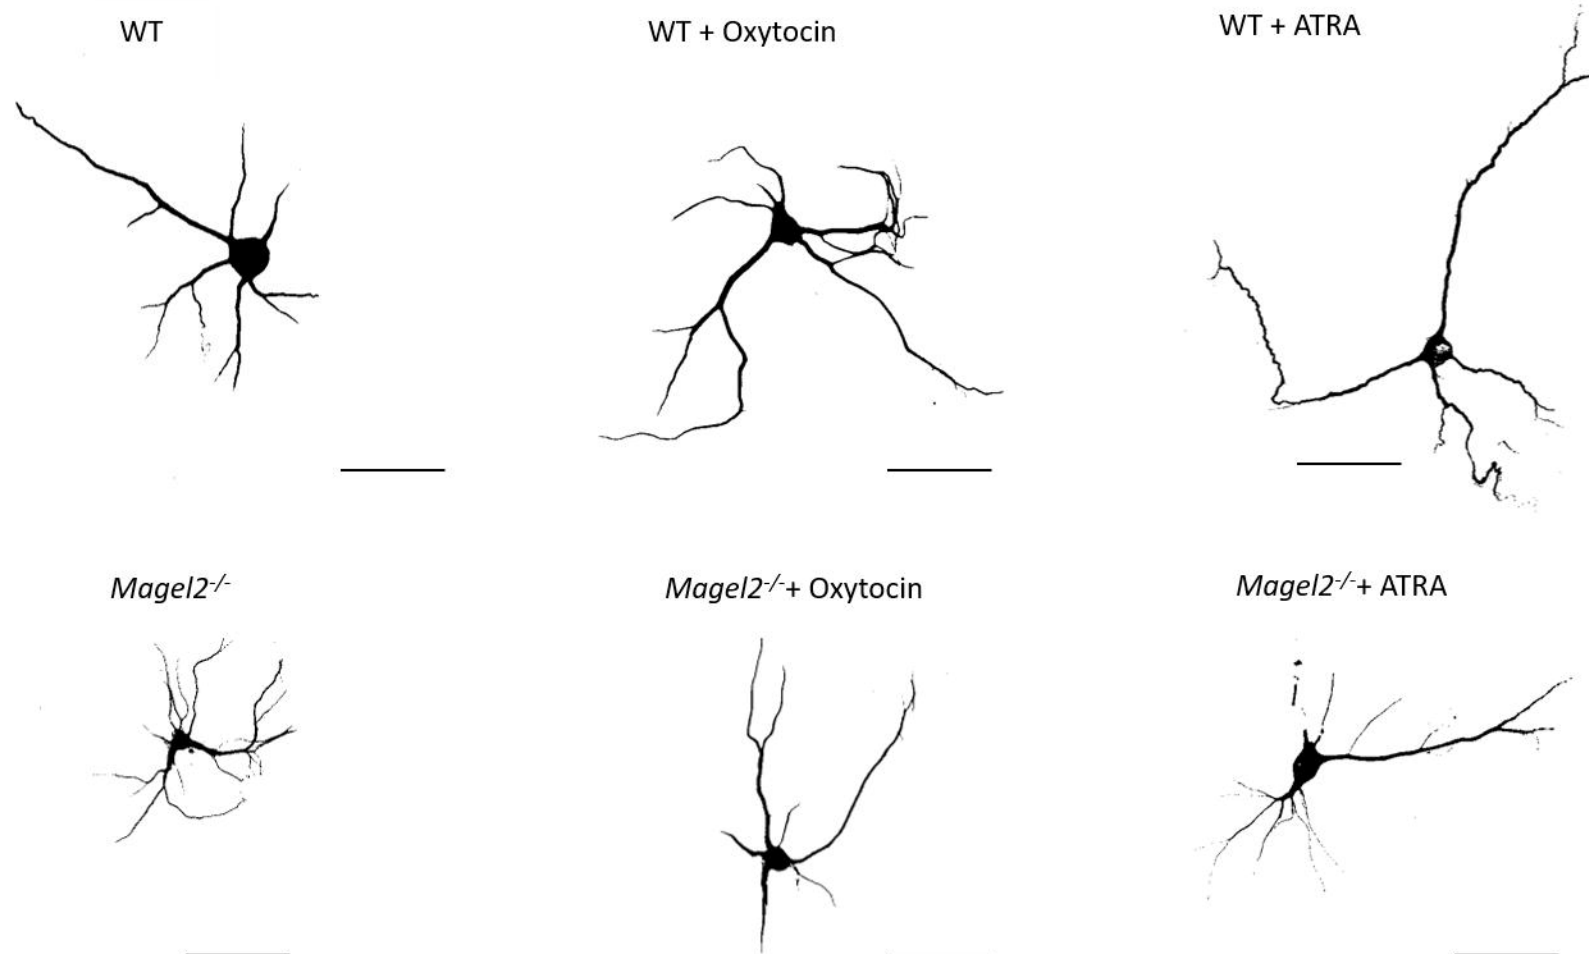 WT
WT + Oxytocin
WT + ATRA
Magel2-/-
Magel2-/-+ Oxytocin
Magel2-/-+ ATRA